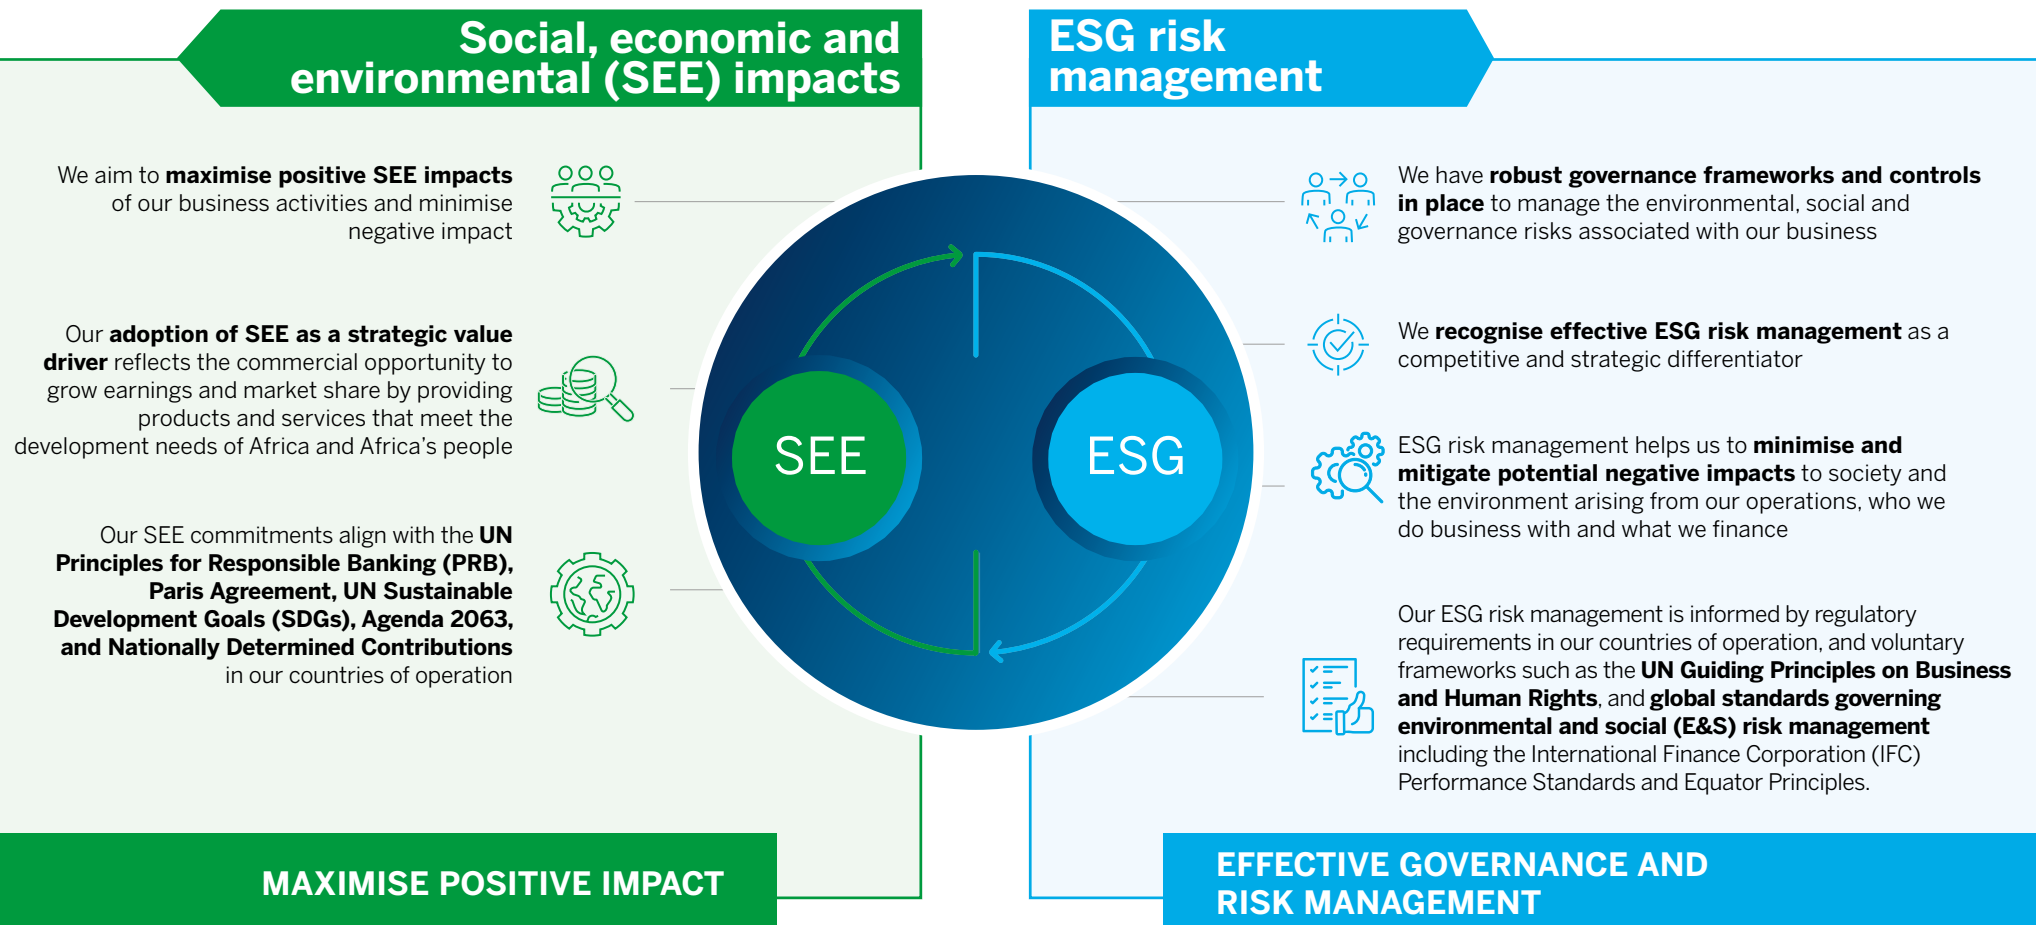 Social, economic and
environmental (SEE) impacts
We aim to maximise positive SEE impacts
of our business activities and minimise
negative impact
Our adoption of SEE as a strategic value
driver reflects the commercial opportunity to
grow earnings and market share by providing
products and services that meet the
development needs of Africa and Africa’s people
Our SEE commitments align with the UN
Principles for Responsible Banking (PRB),
Paris Agreement, UN Sustainable
Development Goals (SDGs), Agenda 2063,
and Nationally Determined Contributions
in our countries of operation
MAXIMISE POSITIVE IMPACT
SEE
ESG
ESG risk
management
We have robust governance frameworks and controls
in place to manage the environmental, social and
governance risks associated with our business
We recognise effective ESG risk management as a
competitive and strategic differentiator
ESG risk management helps us to minimise and
mitigate potential negative impacts to society and
the environment arising from our operations, who we
do business with and what we finance
Our ESG risk management is informed by regulatory
requirements in our countries of operation, and voluntary
frameworks such as the UN Guiding Principles on Business
and Human Rights, and global standards governing
environmental and social (E&S) risk management
including the International Finance Corporation (IFC)
Performance Standards and Equator Principles.
EFFECTIVE GOVERNANCE AND
RISK MANAGEMENT